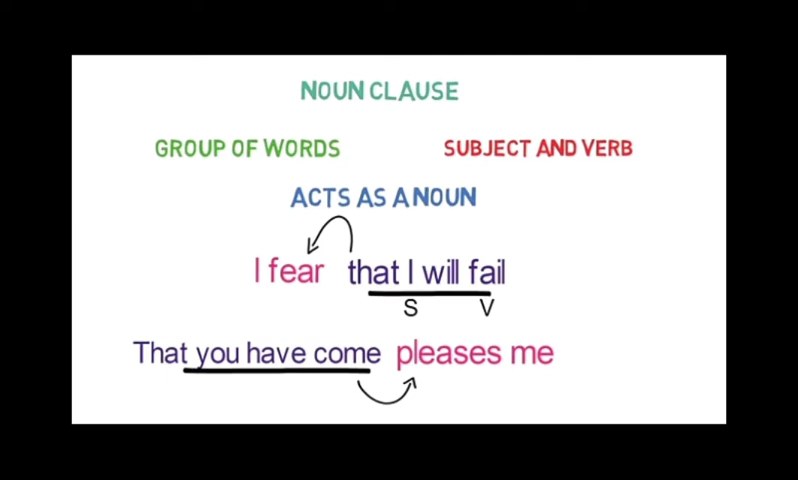 NOUN CLAUSE
GROUP OF WORDS SUBJECT AND VERB
ACTS AS A NOUN
I fear that I will fail
S V
That you have come pleases me